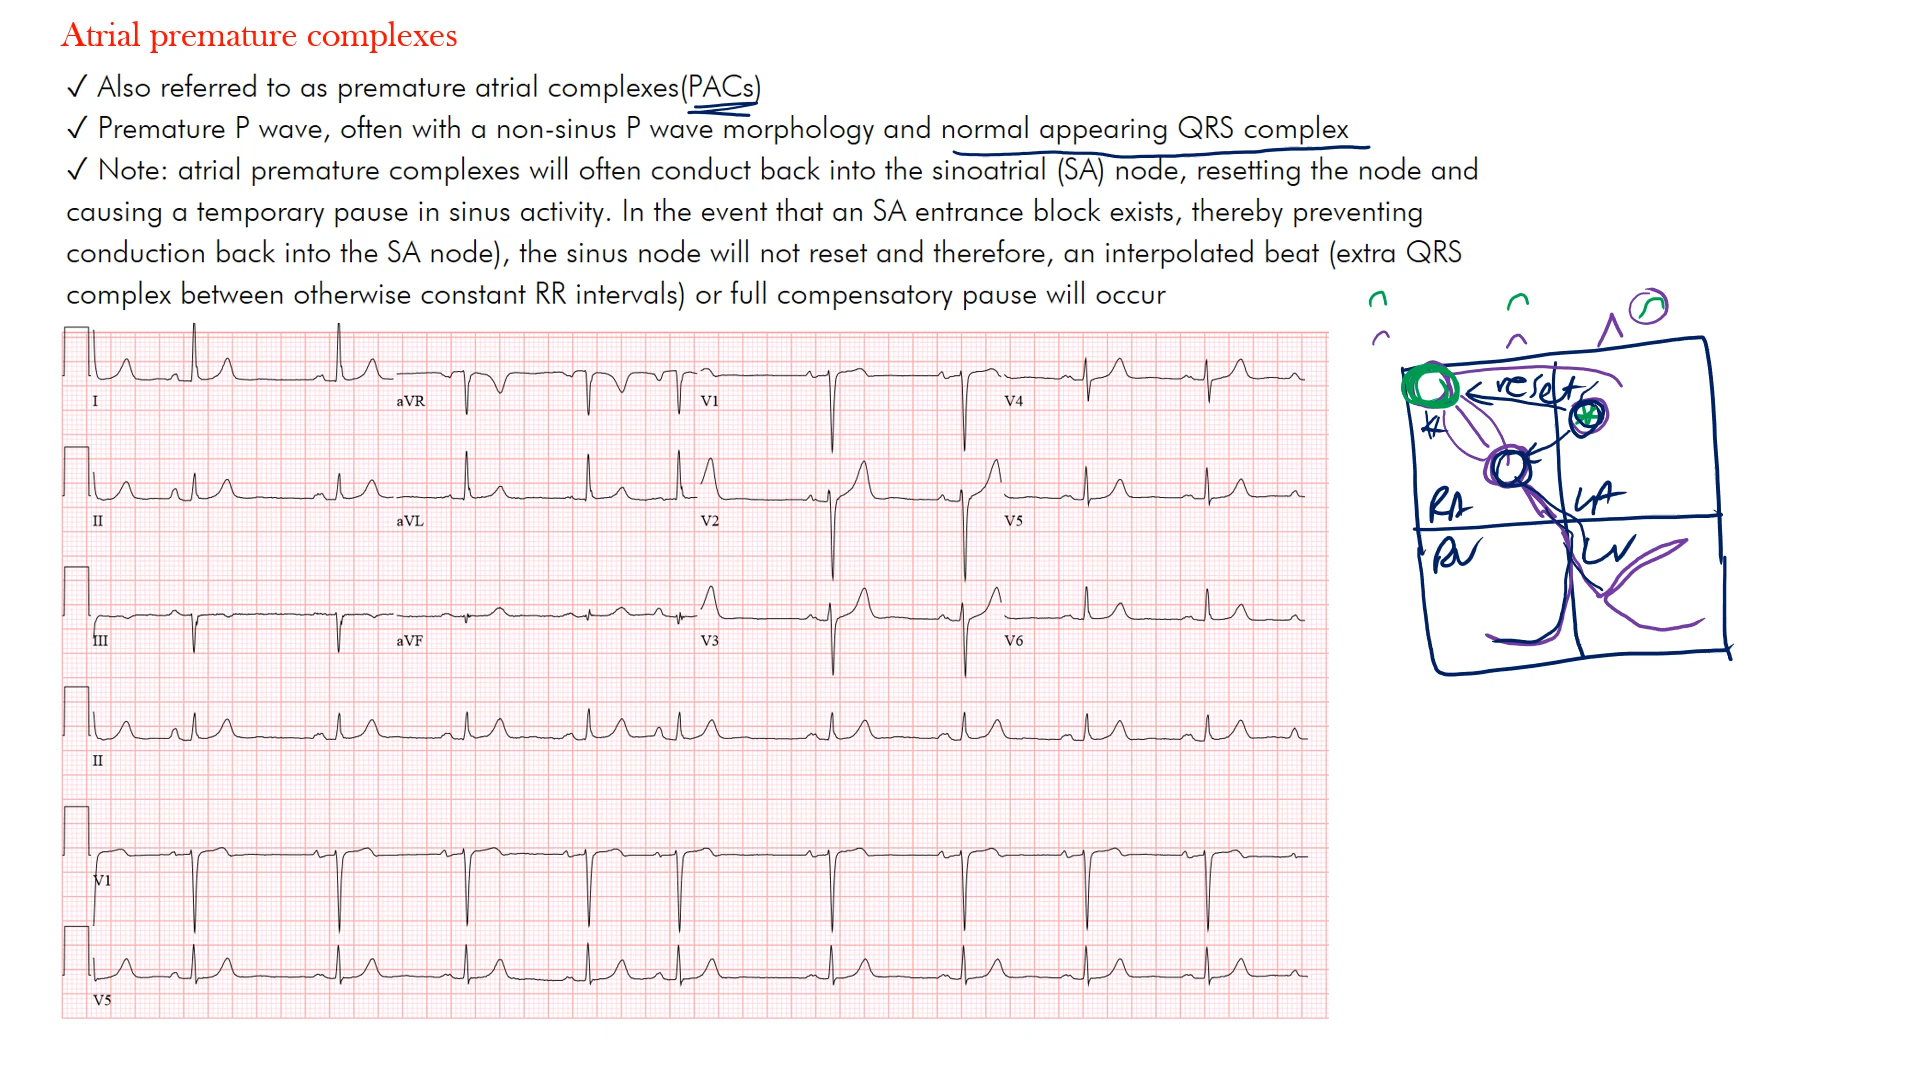 Atrial premature complexes
✓ Also referred to as premature atrial complexes(PACs)
✓ Premature P wave, often with a non-sinus P wave morphology and normal appearing QRS complex
✓ Note: atrial premature complexes will often conduct back into the sinoatrial (SA) node, resetting the node and
causing a temporary pause in sinus activity. In the event that an SA entrance block exists, thereby preventing
conduction back into the SA node), the sinus node will not reset and therefore, an interpolated beat (extra QRS
complex between otherwise constant RR intervals) or full compensatory pause will occur
resets
I aVR V1 V4
RA LA
II aVL V2 V5
RV LV
III aVF V3 V6
II
V1
V5